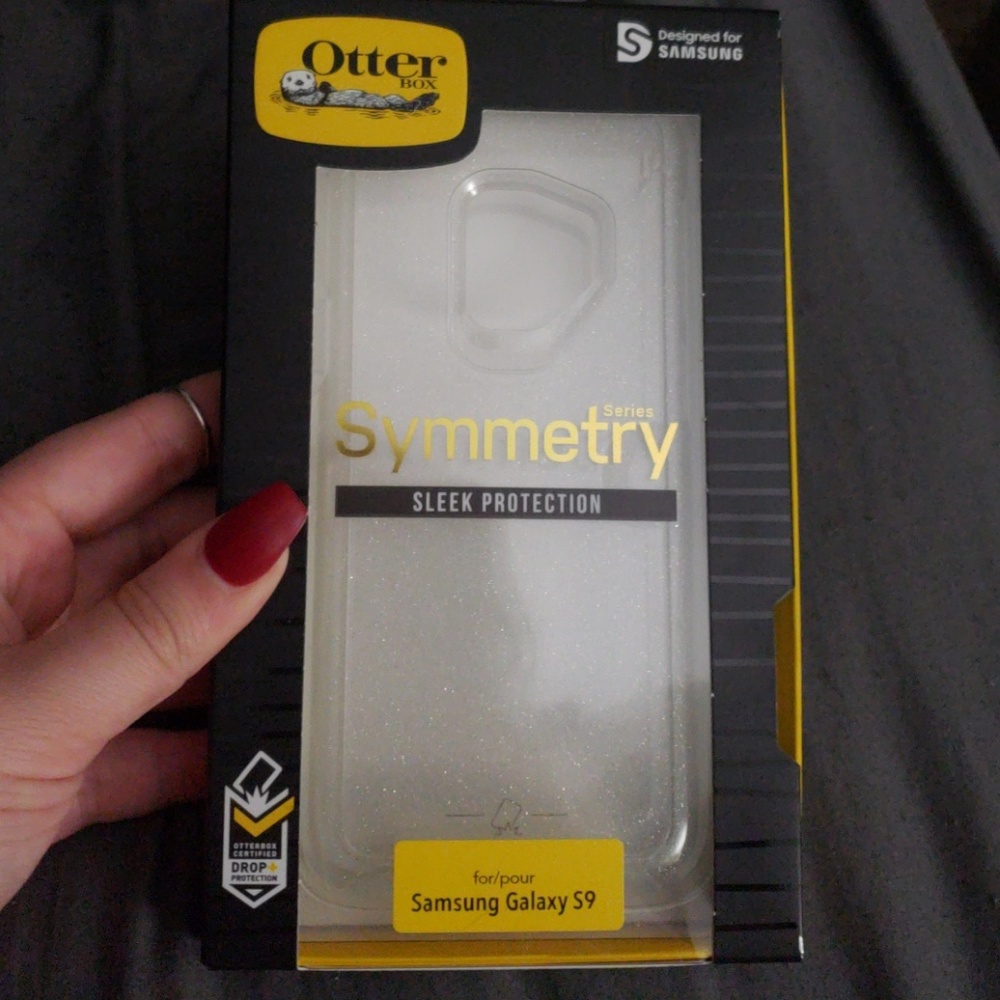 Otter
BOX
Designed for
SAMSUNG
Series
Symmetry
SLEEK PROTECTION
OTTERBOX
CERTIFIED
DROP+
PROTECTION
for/pour
Samsung Galaxy S9